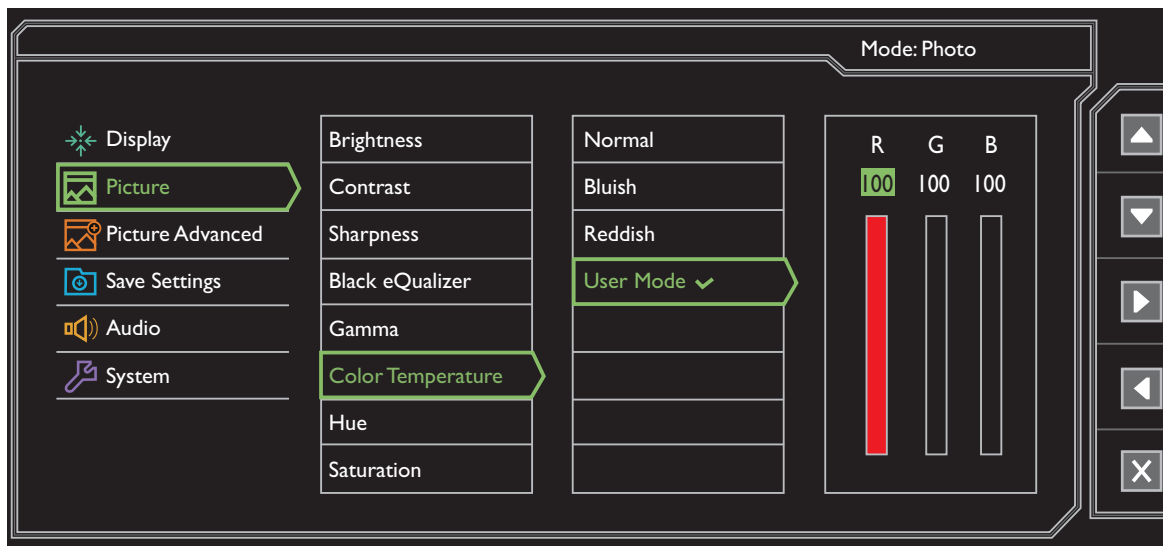 Mode: Photo
Display
Picture
Picture Advanced
Save Settings
Audio
System
Brightness
Contrast
Sharpness
Black eQualizer
Gamma
Color Temperature
Hue
Saturation
Normal
Bluish
Reddish
User Mode
R G B
100 100 100
X